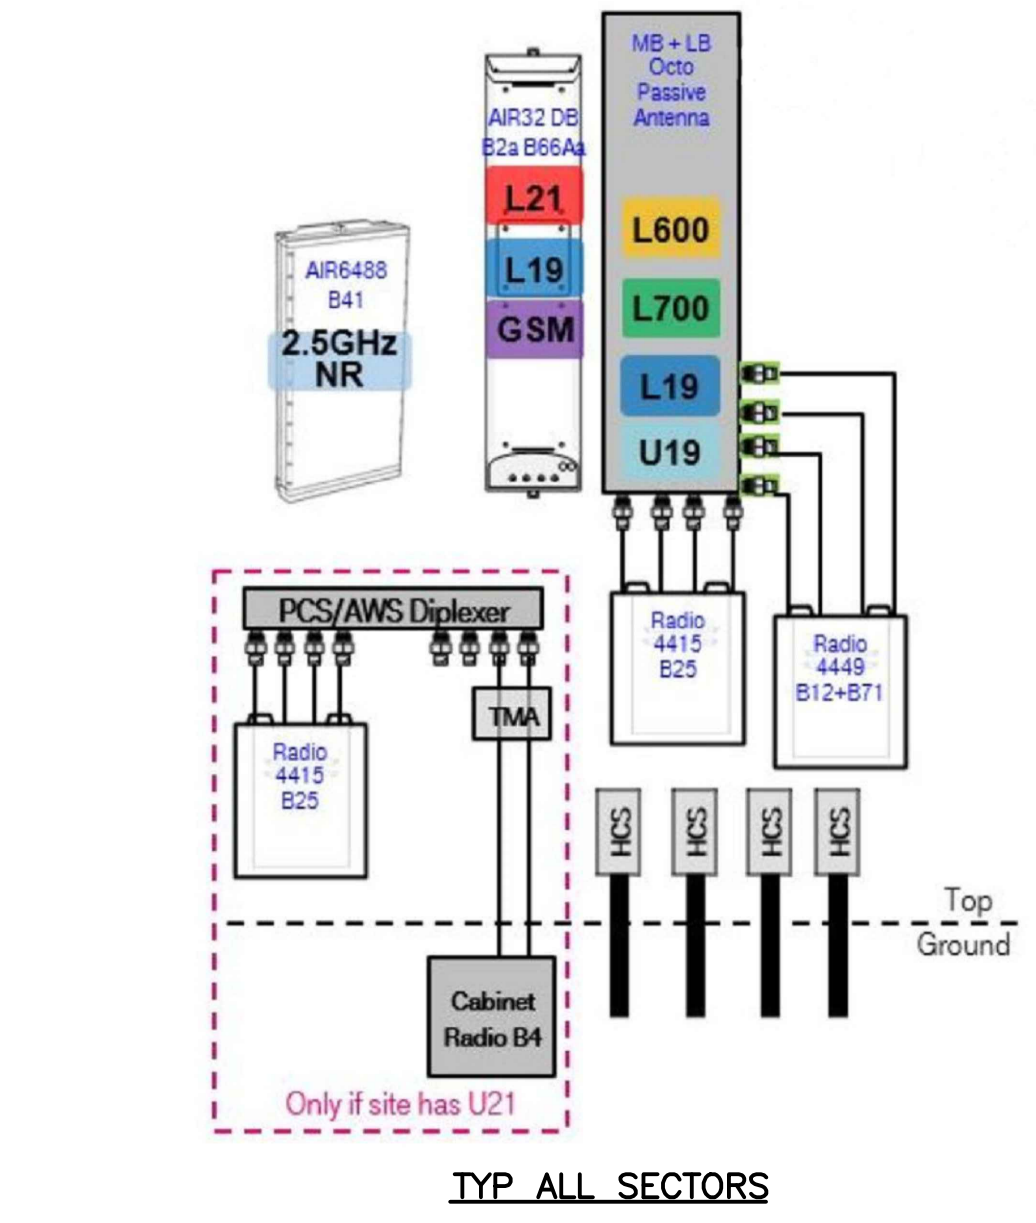 MB + LB
Octo
Passive
Antenna
AIR32 DB
B2a B66Aa
L21
L19
GSM
L600
L700
L19
U19
AIR6488
B41
2.5GHz
NR
PCS/AWS Diplexer
TMA
Radio
4415
B25
Radio
4415
B25
Radio
4449
B12+B71
HCS
HCS
HCS
HCS
Top
Ground
Cabinet
Radio B4
Only if site has U21
TYP ALL SECTORS